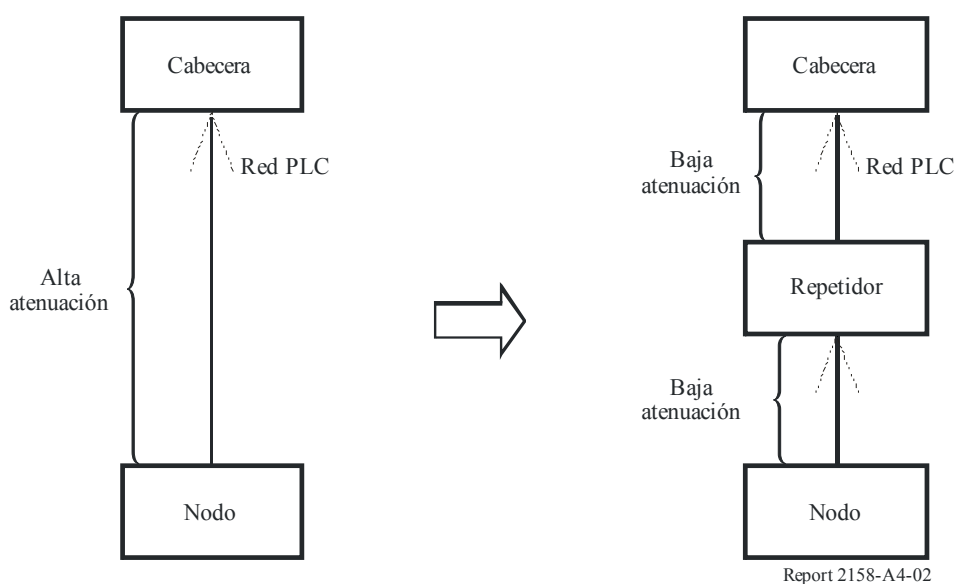 Cabecera
Red PLC
Alta
atenuación
Nodo
Cabecera
Baja
atenuación
Red PLC
Repetidor
Baja
atenuación
Nodo
Report 2158-A4-02